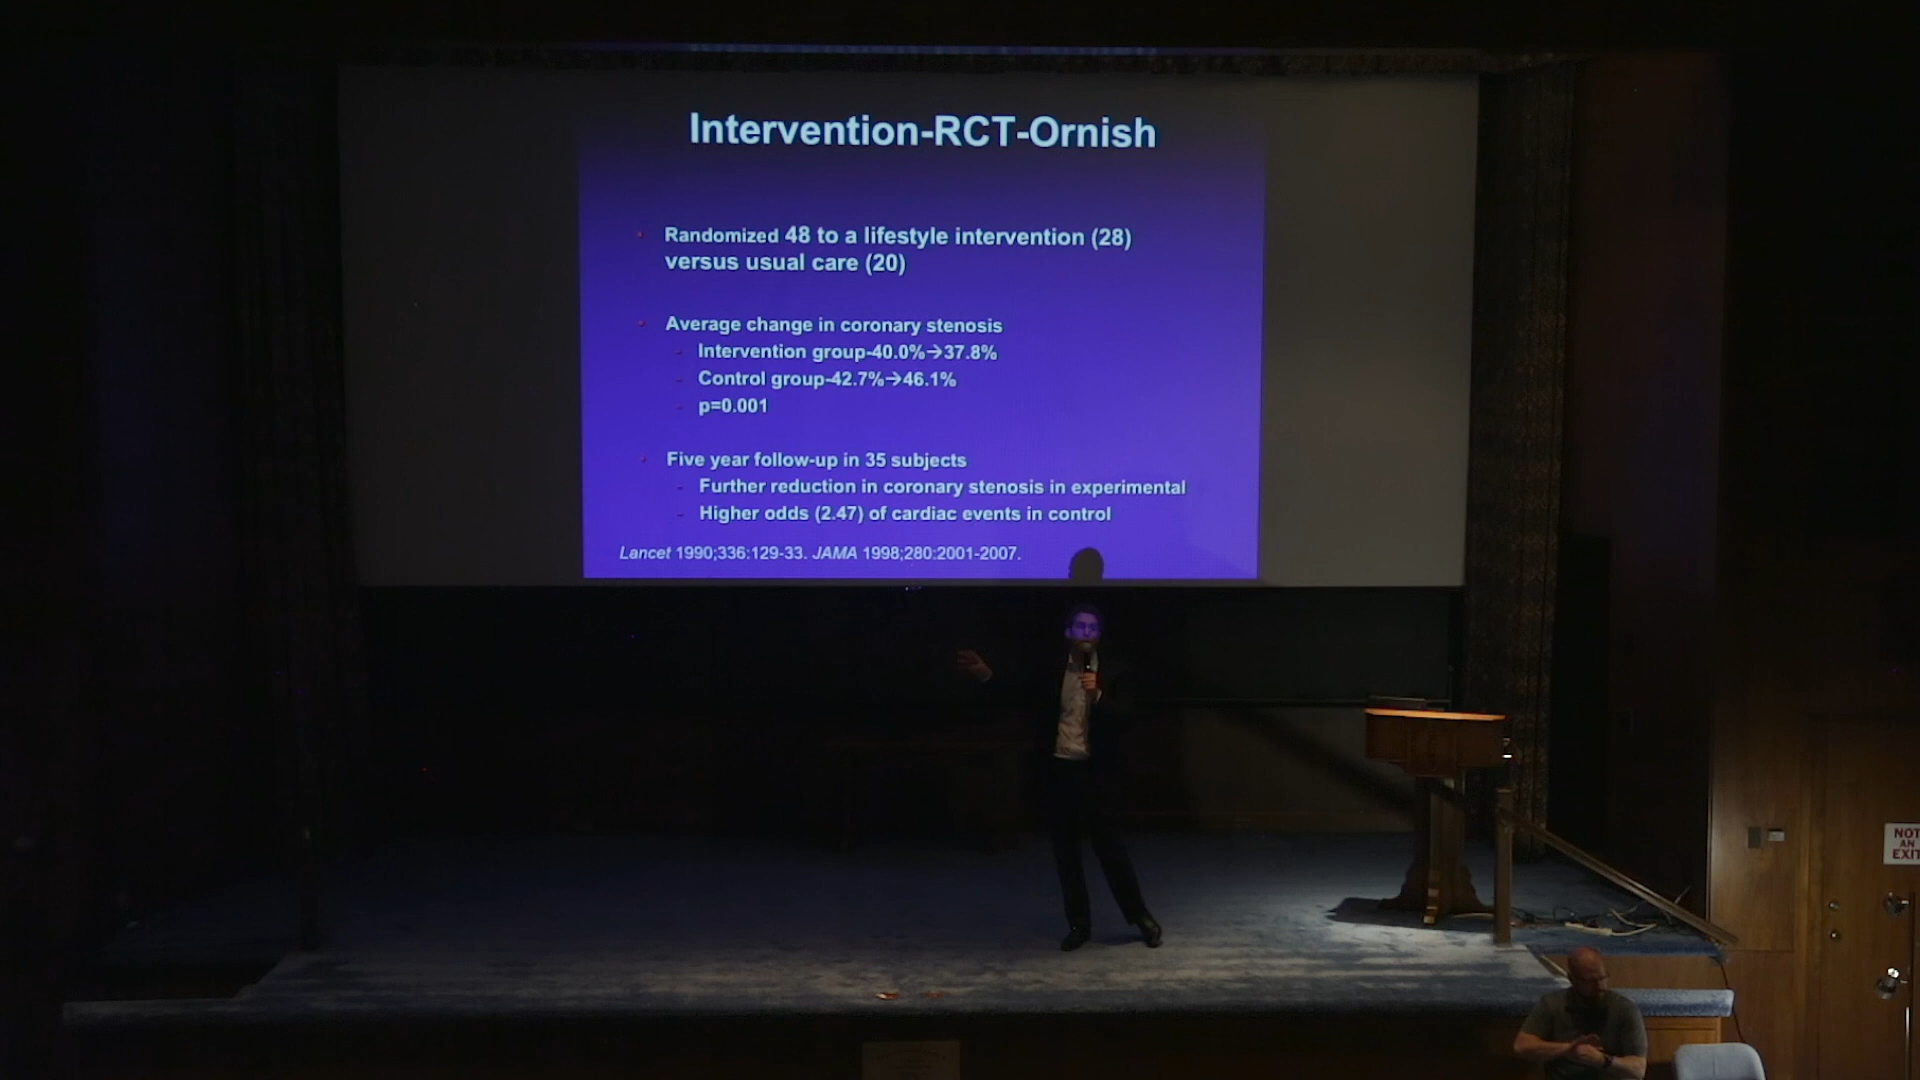 Intervention-RCT-Ornish
Randomized 48 to a lifestyle intervention (28)
versus usual care (20)
Average change in coronary stenosis
- Intervention group-40.0%→37.8%
- Control group-42.7%→46.1%
- p=0.001
Five year follow-up in 35 subjects
- Further reduction in coronary stenosis in experimental
- Higher odds (2.47) of cardiac events in control
Lancet 1990;336:129-33. JAMA 1998;280:2001-2007.
NOT
AN
EXIT